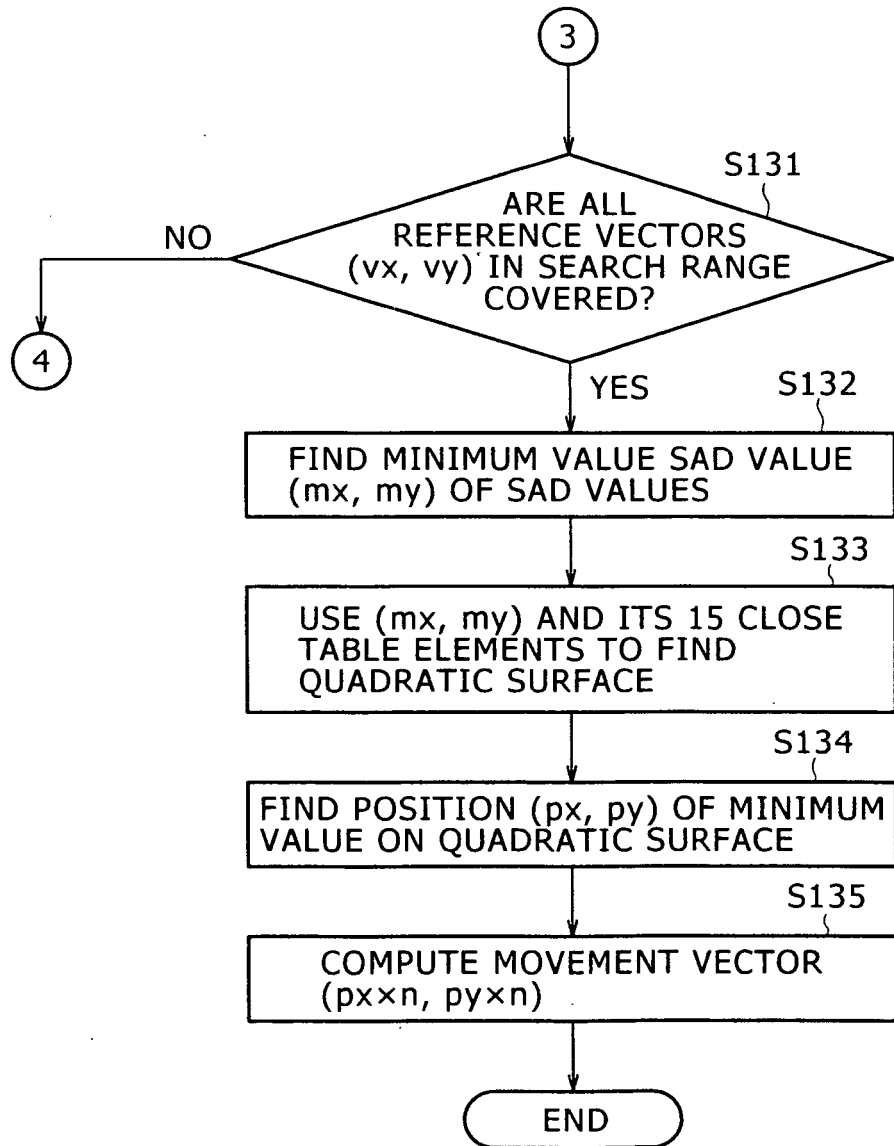 3
S131
ARE ALL
REFERENCE VECTORS
(vx, vy) IN SEARCH RANGE
COVERED?
NO
4
YES
S132
FIND MINIMUM VALUE SAD VALUE
(mx, my) OF SAD VALUES
S133
USE (mx, my) AND ITS 15 CLOSE
TABLE ELEMENTS TO FIND
QUADRATIC SURFACE
S134
FIND POSITION (px, py) OF MINIMUM
VALUE ON QUADRATIC SURFACE
S135
COMPUTE MOVEMENT VECTOR
(px×n, py×n)
END